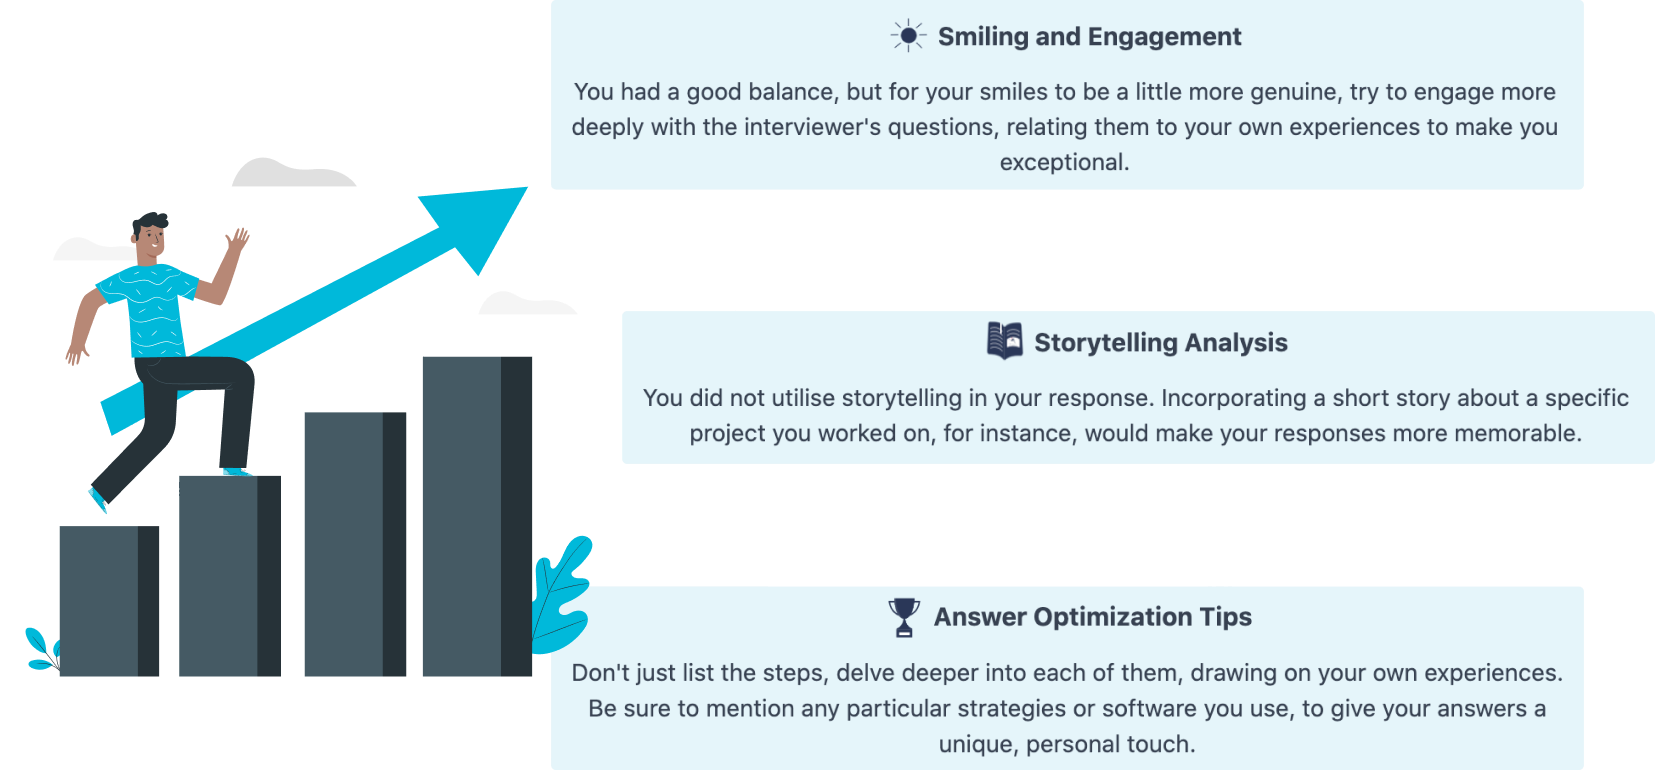 Smiling and Engagement
You had a good balance, but for your smiles to be a little more genuine, try to engage more
deeply with the interviewer's questions, relating them to your own experiences to make you
exceptional.
Storytelling Analysis
You did not utilise storytelling in your response. Incorporating a short story about a specific
project you worked on, for instance, would make your responses more memorable.
Answer Optimization Tips
Don't just list the steps, delve deeper into each of them, drawing on your own experiences.
Be sure to mention any particular strategies or software you use, to give your answers a
unique, personal touch.